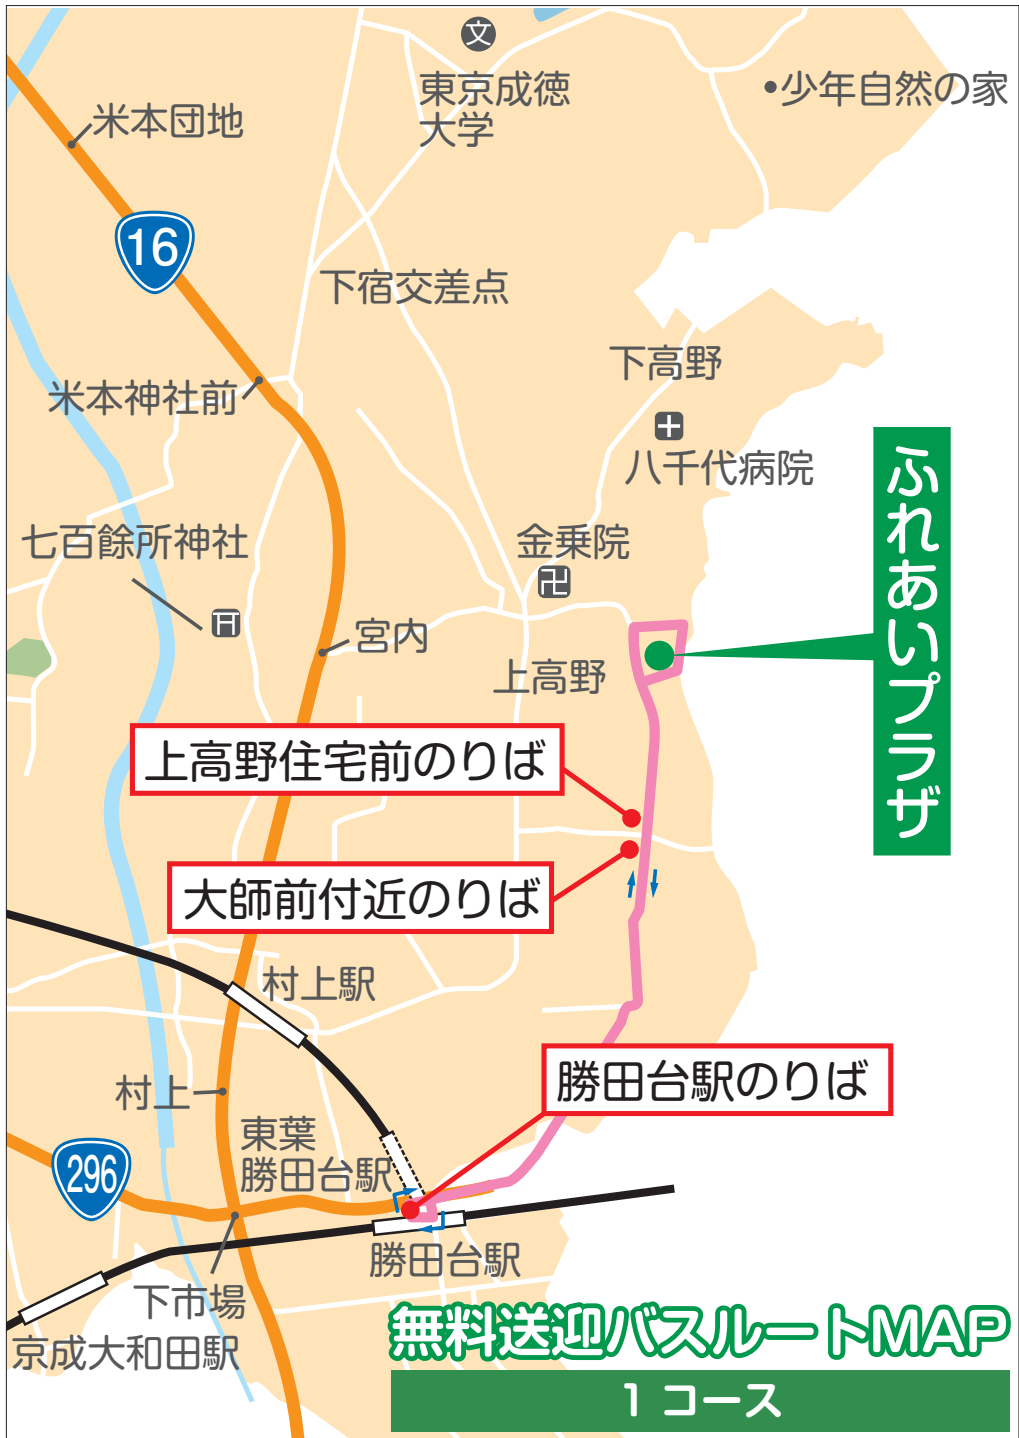 文
東京成徳
大学
少年自然の家
米本団地
16
下宿交差点
下高野
米本神社前
八千代病院
ふれあいプラザ
七百餘所神社
金乗院
卍
宮内
上高野
上高野住宅前のりば
大師前付近のりば
村上駅
勝田台駅のりば
村上
東葉
勝田台駅
296
勝田台駅
下市場
京成大和田駅
無料送迎バスルートMAP
1 コース